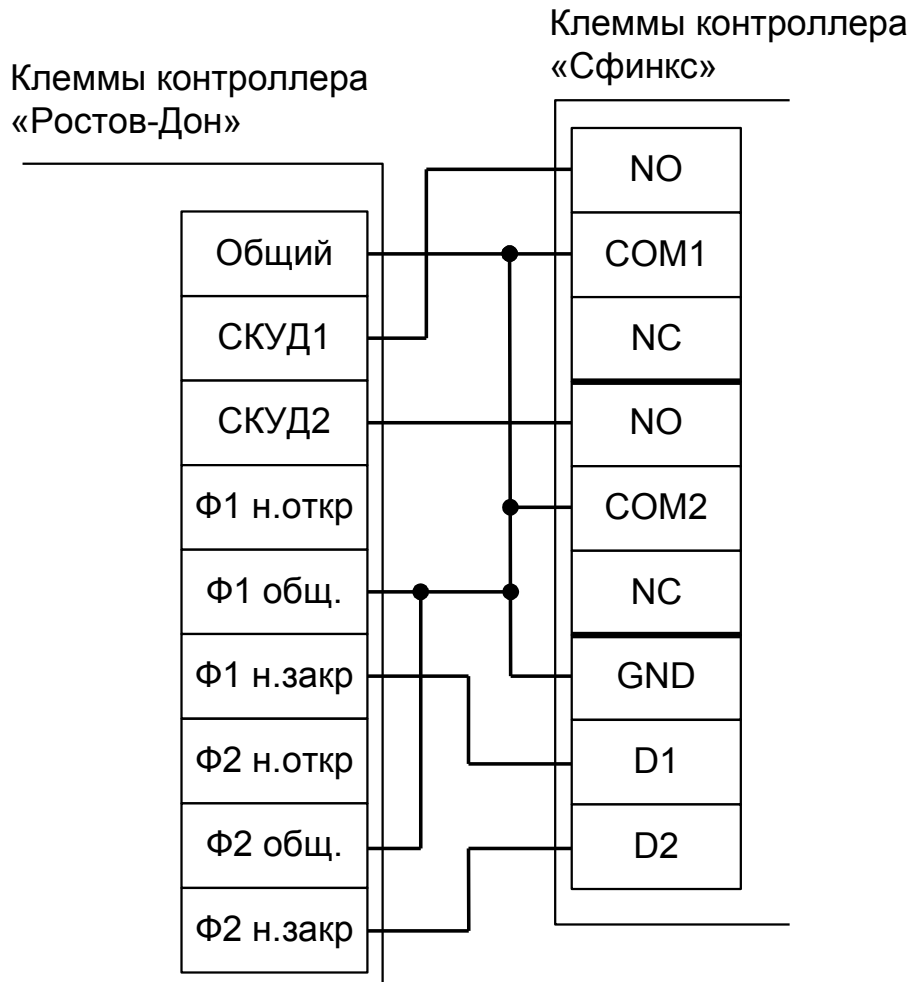 Клеммы контроллера
«Сфинкс»
Клеммы контроллера
«Ростов-Дон»
NO
COM1
NC
NO
COM2
NC
GND
D1
D2
Общий
СКУД1
СКУД2
Ф1 н.откр
Ф1 общ.
Ф1 н.закр
Ф2 н.откр
Ф2 общ.
Ф2 н.закр